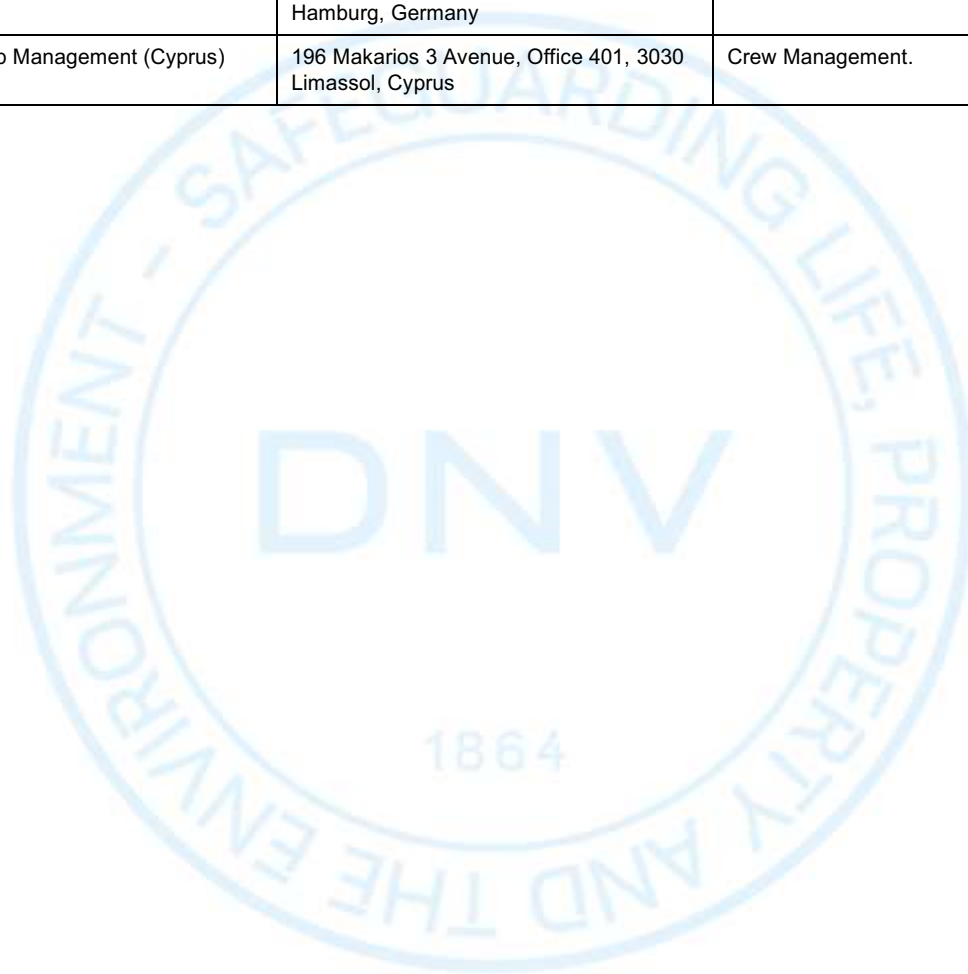 Hamburg, Germany
p Management (Cyprus)
196 Makarios 3 Avenue, Office 401, 3030
Limassol, Cyprus
Crew Management.
SAFEGUARDING LIFE, PROPERTY AND THE ENVIRONMENT -
DNV
1864